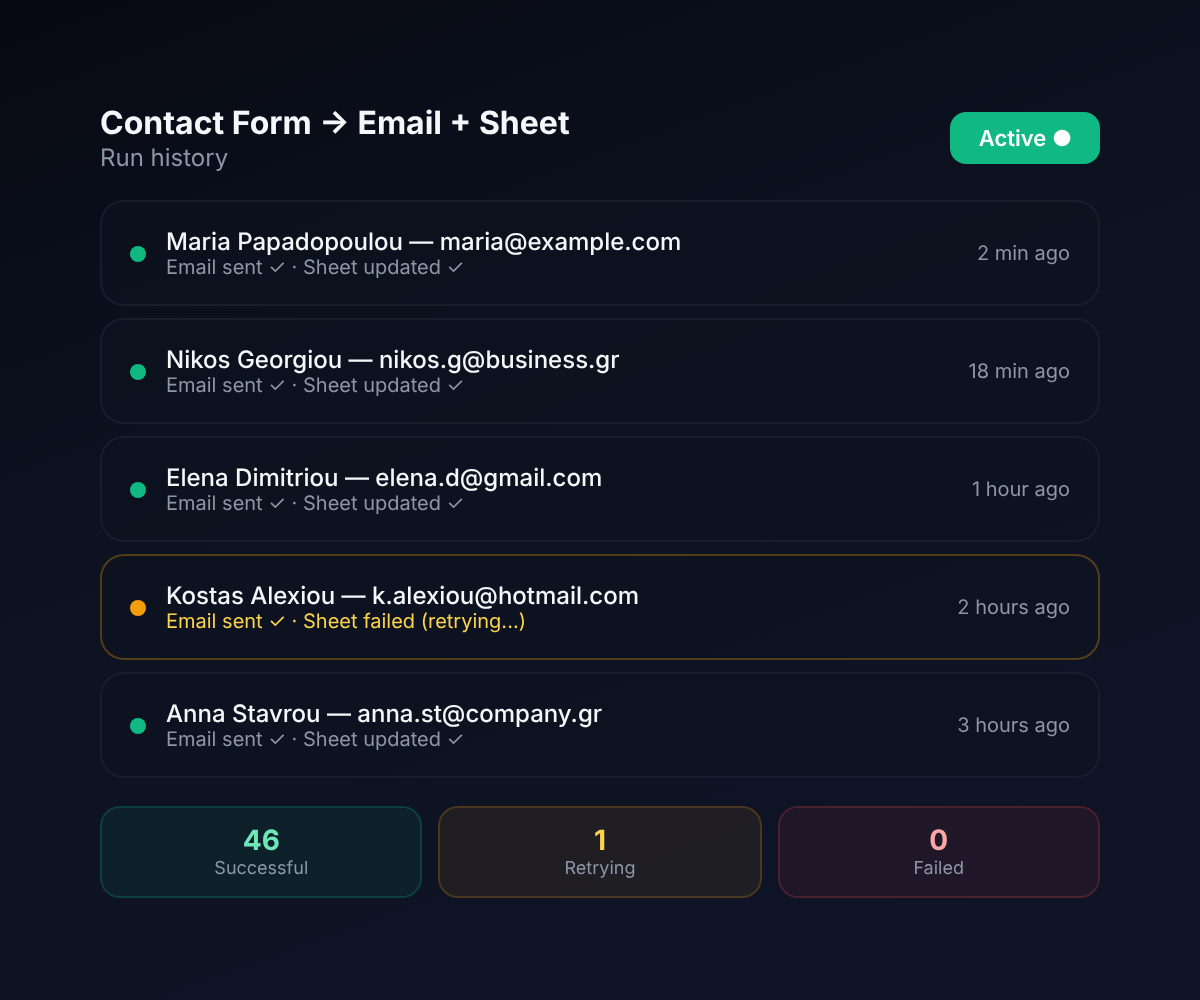 Contact Form → Email + Sheet
Run history
Active ●
Maria Papadopoulou — maria@example.com
Email sent ✓ · Sheet updated ✓
2 min ago
Nikos Georgiou — nikos.g@business.gr
Email sent ✓ · Sheet updated ✓
18 min ago
Elena Dimitriou — elena.d@gmail.com
Email sent ✓ · Sheet updated ✓
1 hour ago
Kostas Alexiou — k.alexiou@hotmail.com
Email sent ✓ · Sheet failed (retrying...)
2 hours ago
Anna Stavrou — anna.st@company.gr
Email sent ✓ · Sheet updated ✓
3 hours ago
46
Successful
1
Retrying
0
Failed